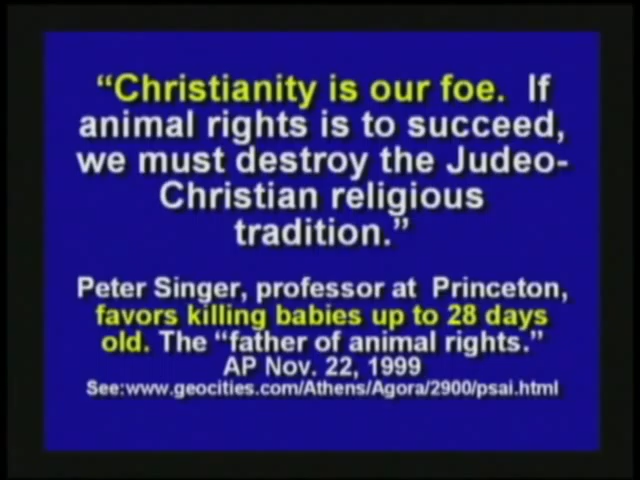 “Christianity is our foe. If
animal rights is to succeed,
we must destroy the Judeo-
Christian religious
tradition.”
Peter Singer, professor at Princeton,
favors killing babies up to 28 days
old. The “father of animal rights.”
AP Nov. 22, 1999
See:www.geocities.com/Athens/Agora/2900/psai.html